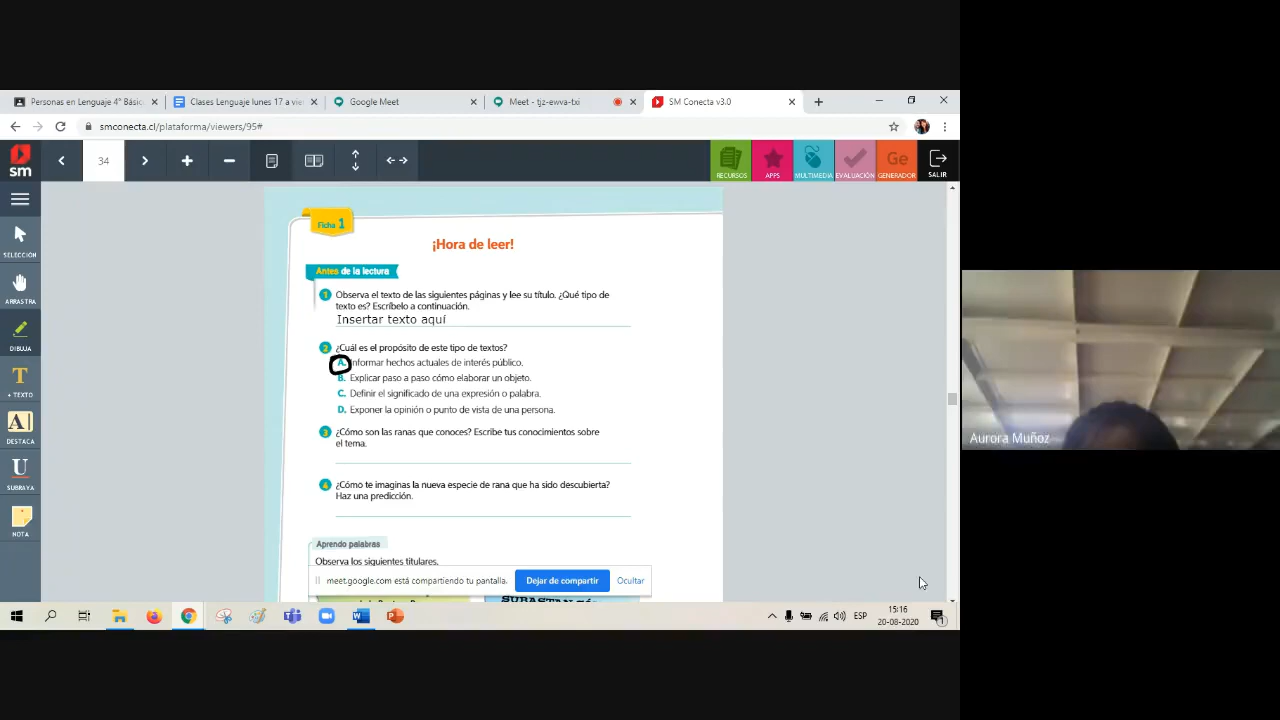 Personas en Lenguaje 4° Básic
Clases Lenguaje lunes 17 a vie
Google Meet
Meet - tjz-ewva-txi
SM Conecta v3.0
smconecta.cl/plataforma/viewers/95#
sm
34
RECURSOS
APPS
MULTIMEDIA
EVALUACIÓN
Ge
GENERADOR
SALIR
SELECCIÓN
ARRASTRA
DIBUJA
T
+ TEXTO
A
DESTACA
U
SUBRAYA
NOTA
Ficha 1
¡Hora de leer!
Antes de la lectura
1 Observa el texto de las siguientes páginas y lee su título. ¿Qué tipo de
texto es? Escríbelo a continuación.
Insertar texto aquí
2 ¿Cuál es el propósito de este tipo de textos?
A. Informar hechos actuales de interés público.
B. Explicar paso a paso cómo elaborar un objeto.
C. Definir el significado de una expresión o palabra.
D. Exponer la opinión o punto de vista de una persona.
3 ¿Cómo son las ranas que conoces? Escribe tus conocimientos sobre
el tema.
4 ¿Cómo te imaginas la nueva especie de rana que ha sido descubierta?
Haz una predicción.
Aprendo palabras
Observa los siguientes titulares.
meet.google.com está compartiendo tu pantalla.
Dejar de compartir
Ocultar
ESP
15:16
20-08-2020
1
Aurora Muñoz